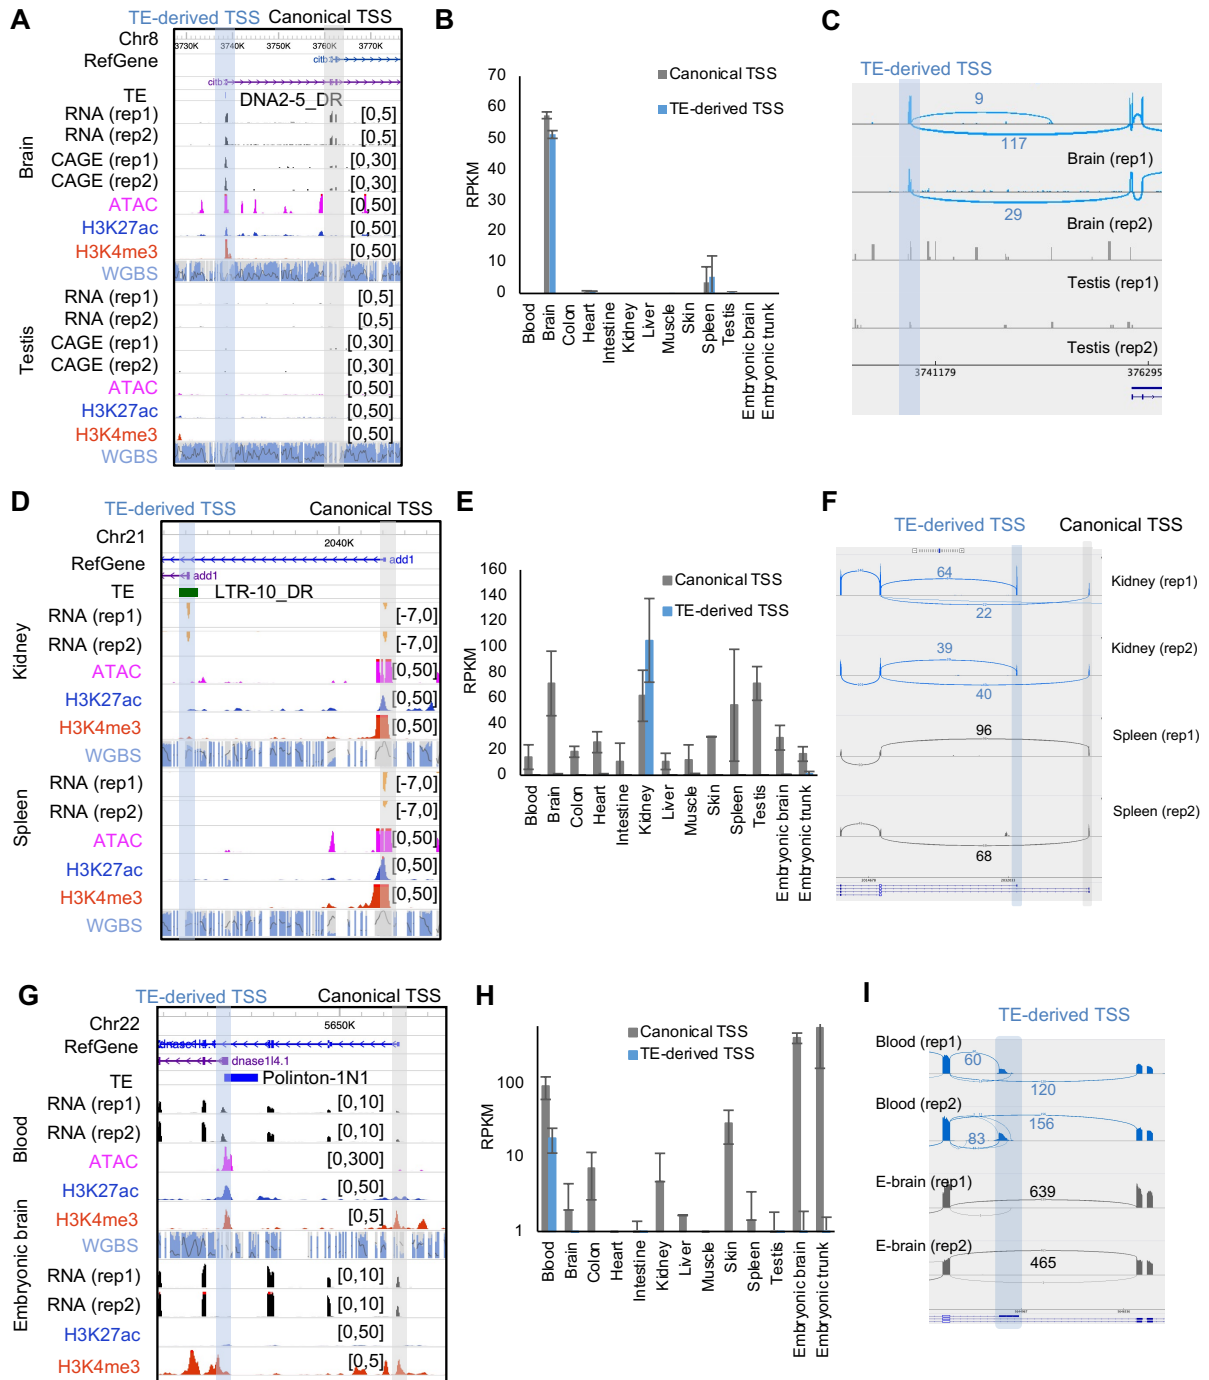 A
TE-derived TSS Canonical TSS
Chr8
3730K 3740K 3750K 3760K 3770K
RefGene
citb
citb
TE
DNA2-5_DR
Brain
RNA (rep1) [0,5]
RNA (rep2) [0,5]
CAGE (rep1) [0,30]
CAGE (rep2) [0,30]
ATAC [0,50]
H3K27ac [0,50]
H3K4me3 [0,50]
WGBS
Testis
RNA (rep1) [0,5]
RNA (rep2) [0,5]
CAGE (rep1) [0,30]
CAGE (rep2) [0,30]
ATAC [0,50]
H3K27ac [0,50]
H3K4me3 [0,50]
WGBS
B
Canonical TSS
TE-derived TSS
RPKM
70
60
50
40
30
20
10
0
Blood
Brain
Colon
Heart
Intestine
Kidney
Liver
Muscle
Skin
Spleen
Testis
Embryonic brain
Embryonic trunk
C
TE-derived TSS
9
117
Brain (rep1)
29
Brain (rep2)
Testis (rep1)
Testis (rep2)
3741179 376295
D
TE-derived TSS Canonical TSS
Chr21
2040K
RefGene
add1
add1
TE
LTR-10_DR
Kidney
RNA (rep1) [-7,0]
RNA (rep2) [-7,0]
ATAC [0,50]
H3K27ac [0,50]
H3K4me3 [0,50]
WGBS
Spleen
RNA (rep1) [-7,0]
RNA (rep2) [-7,0]
ATAC [0,50]
H3K27ac [0,50]
H3K4me3 [0,50]
WGBS
E
Canonical TSS
TE-derived TSS
RPKM
160
140
120
100
80
60
40
20
0
Blood
Brain
Colon
Heart
Intestine
Kidney
Liver
Muscle
Skin
Spleen
Testis
Embryonic brain
Embryonic trunk
F
TE-derived TSS Canonical TSS
64
22
Kidney (rep1)
39
40
Kidney (rep2)
96
Spleen (rep1)
68
Spleen (rep2)
G
TE-derived TSS Canonical TSS
Chr22
5650K
RefGene
dnase1l4.1
dnase1l4.1
TE
Polinton-1N1
Blood
RNA (rep1) [0,10]
RNA (rep2) [0,10]
ATAC [0,300]
H3K27ac [0,50]
H3K4me3 [0,5]
WGBS
Embryonic brain
RNA (rep1) [0,10]
RNA (rep2) [0,10]
H3K27ac [0,50]
H3K4me3 [0,5]
H
Canonical TSS
TE-derived TSS
RPKM
100
10
1
Blood
Brain
Colon
Heart
Intestine
Kidney
Liver
Muscle
Skin
Spleen
Testis
Embryonic brain
Embryonic trunk
I
TE-derived TSS
Blood (rep1)
60
120
Blood (rep2)
156
83
E-brain (rep1)
639
E-brain (rep2)
465